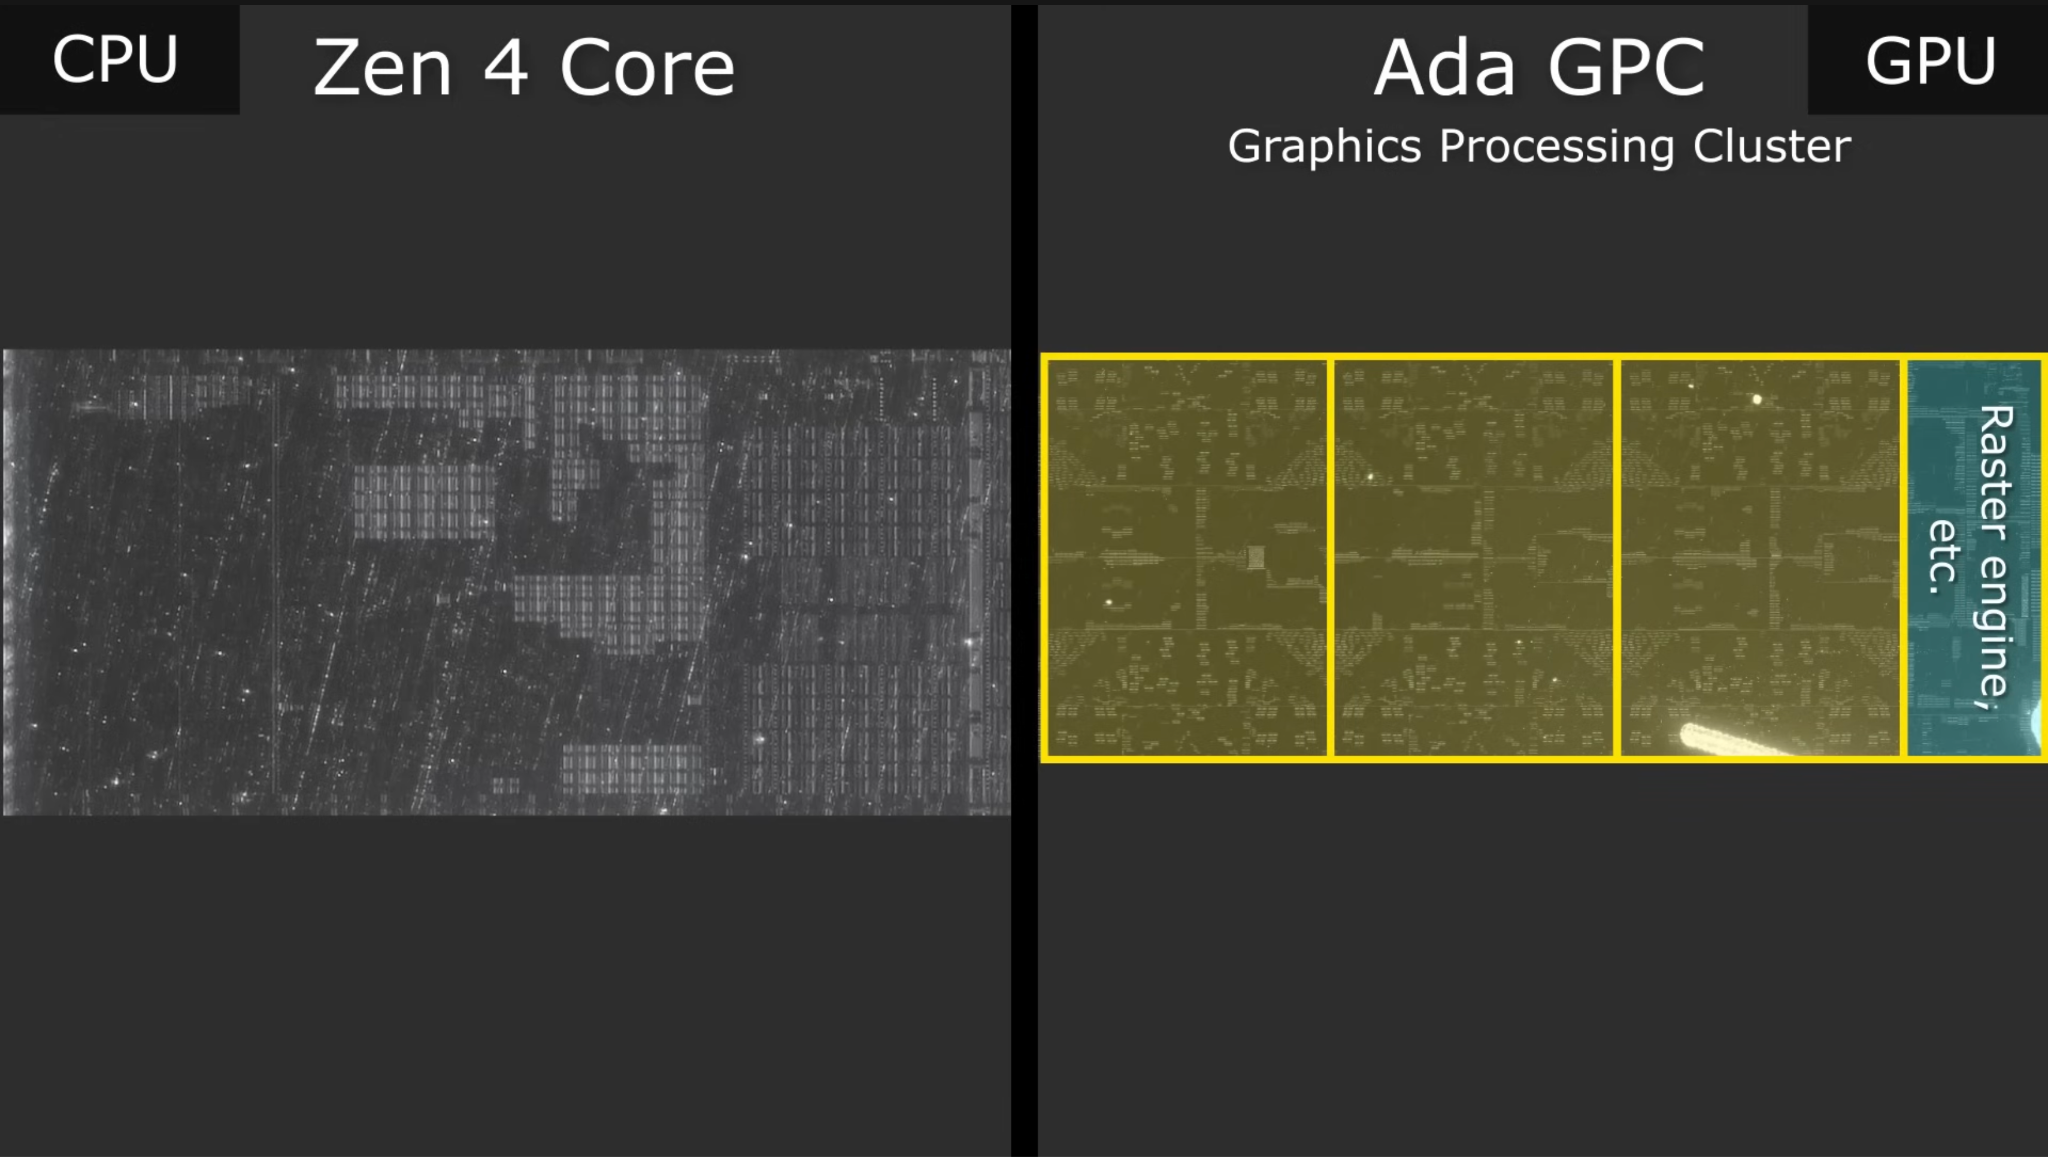 CPU
Zen 4 Core
Ada GPC
GPU
Graphics Processing Cluster
Raster engine,
etc.